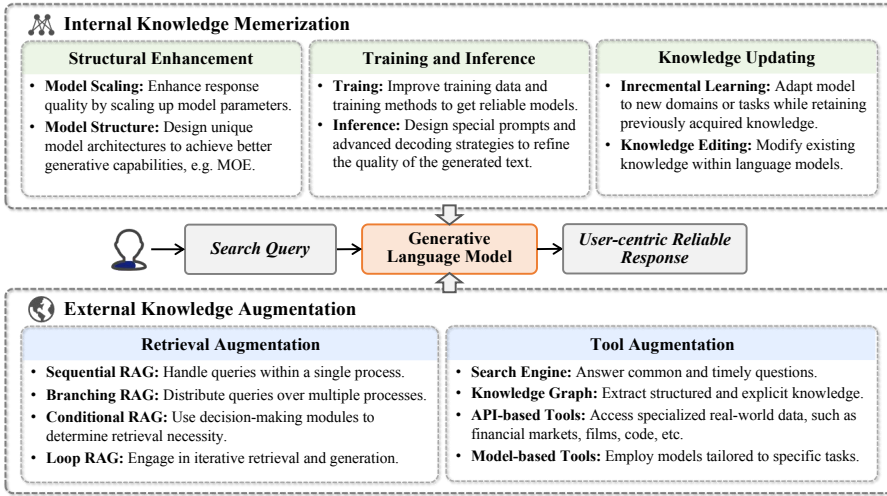 Internal Knowledge Memerization
Structural Enhancement
• Model Scaling: Enhance response
quality by scaling up model parameters.
• Model Structure: Design unique
model architectures to achieve better
generative capabilities, e.g. MOE.
Training and Inference
• Traing: Improve training data and
training methods to get reliable models.
• Inference: Design special prompts and
advanced decoding strategies to refine
the quality of the generated text.
Knowledge Updating
• Inrecmental Learning: Adapt model
to new domains or tasks while retaining
previously acquired knowledge.
• Knowledge Editing: Modify existing
knowledge within language models.
Search Query
Generative
Language Model
User-centric Reliable
Response
External Knowledge Augmentation
Retrieval Augmentation
• Sequential RAG: Handle queries within a single process.
• Branching RAG: Distribute queries over multiple processes.
• Conditional RAG: Use decision-making modules to
determine retrieval necessity.
• Loop RAG: Engage in iterative retrieval and generation.
Tool Augmentation
• Search Engine: Answer common and timely questions.
• Knowledge Graph: Extract structured and explicit knowledge.
• API-based Tools: Access specialized real-world data, such as
financial markets, films, code, etc.
• Model-based Tools: Employ models tailored to specific tasks.